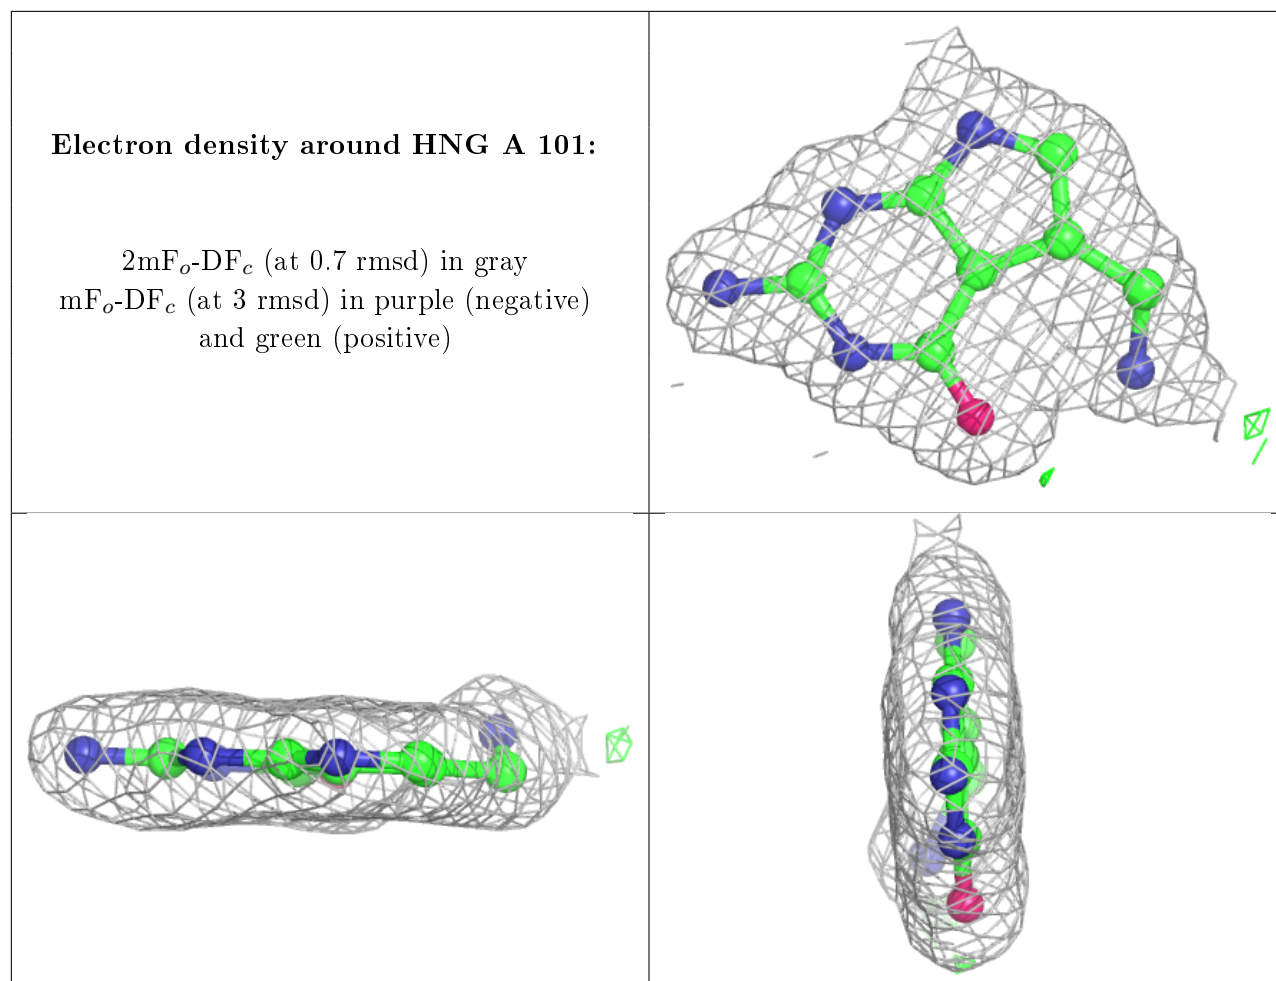 Electron density around HNG A 101:
2mFₒ-DF𝒸 (at 0.7 rmsd) in gray
mFₒ-DF𝒸 (at 3 rmsd) in purple (negative)
and green (positive)